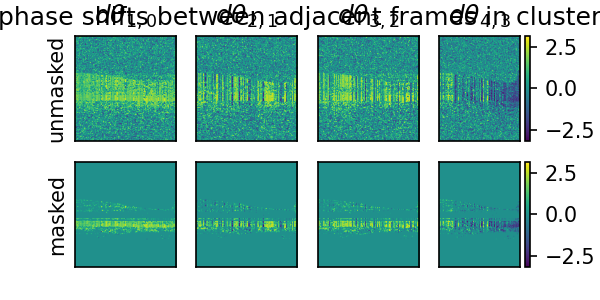 phase shifts between adjacent frames in cluster
dθ1,0 dθ2,1 dθ3,2 dθ4,3
unmasked
2.5
0.0
−2.5
masked
2.5
0.0
−2.5